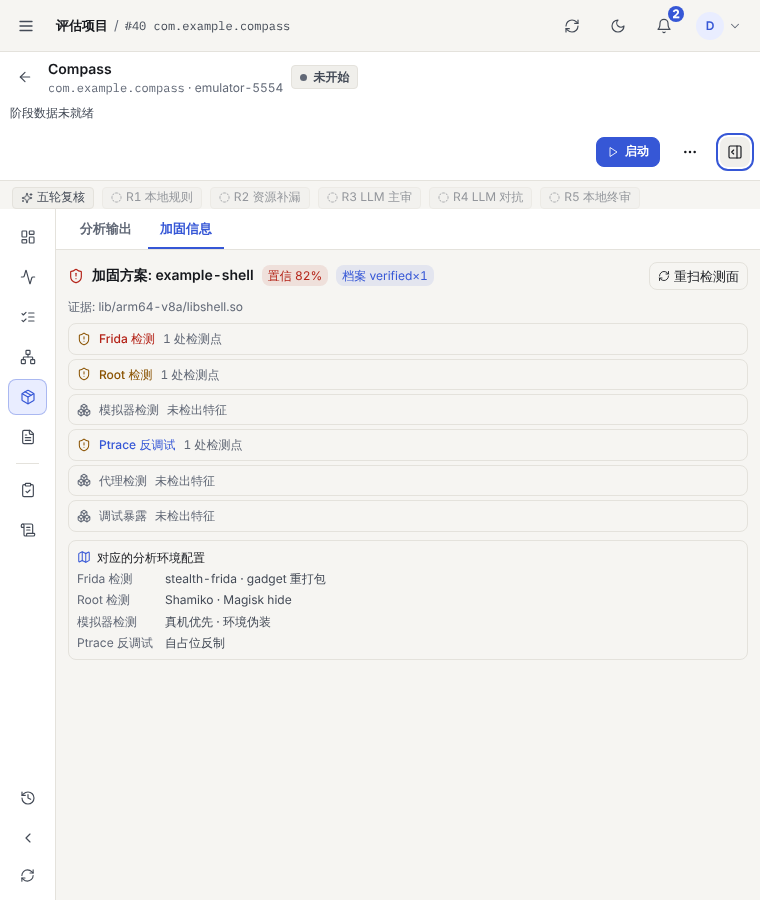 评估项目 / #40 com.example.compass
2
D
Compass
com.example.compass · emulator-5554
未开始
阶段数据未就绪
启动
五轮复核
R1 本地规则
R2 资源补漏
R3 LLM 主审
R4 LLM 对抗
R5 本地终审
分析输出
加固信息
加固方案: example-shell
置信 82%
档案 verified×1
重扫检测面
证据: lib/arm64-v8a/libshell.so
Frida 检测 1 处检测点
Root 检测 1 处检测点
模拟器检测 未检出特征
Ptrace 反调试 1 处检测点
代理检测 未检出特征
调试暴露 未检出特征
对应的分析环境配置
Frida 检测 stealth-frida · gadget 重打包
Root 检测 Shamiko · Magisk hide
模拟器检测 真机优先 · 环境伪装
Ptrace 反调试 自占位反制